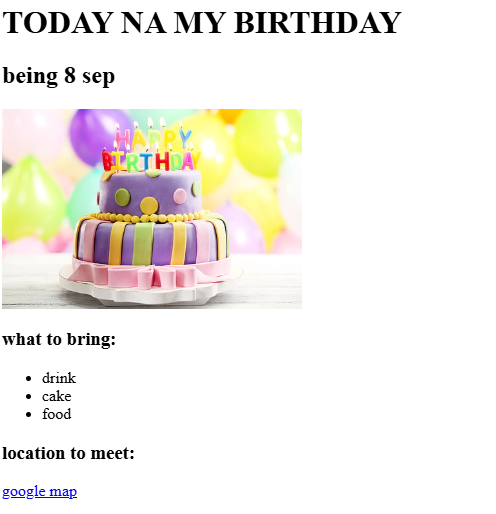 TODAY NA MY BIRTHDAY
being 8 sep
HAPPY
BIRTHDAY
what to bring:
drink
cake
food
location to meet:
google map